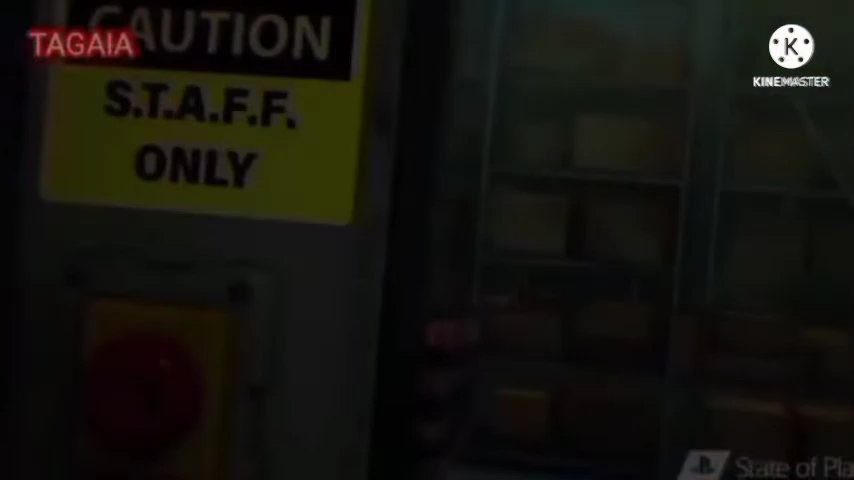 TAGAIA
CAUTION
S.T.A.F.F.
ONLY
KINEMASTER
State of Pla